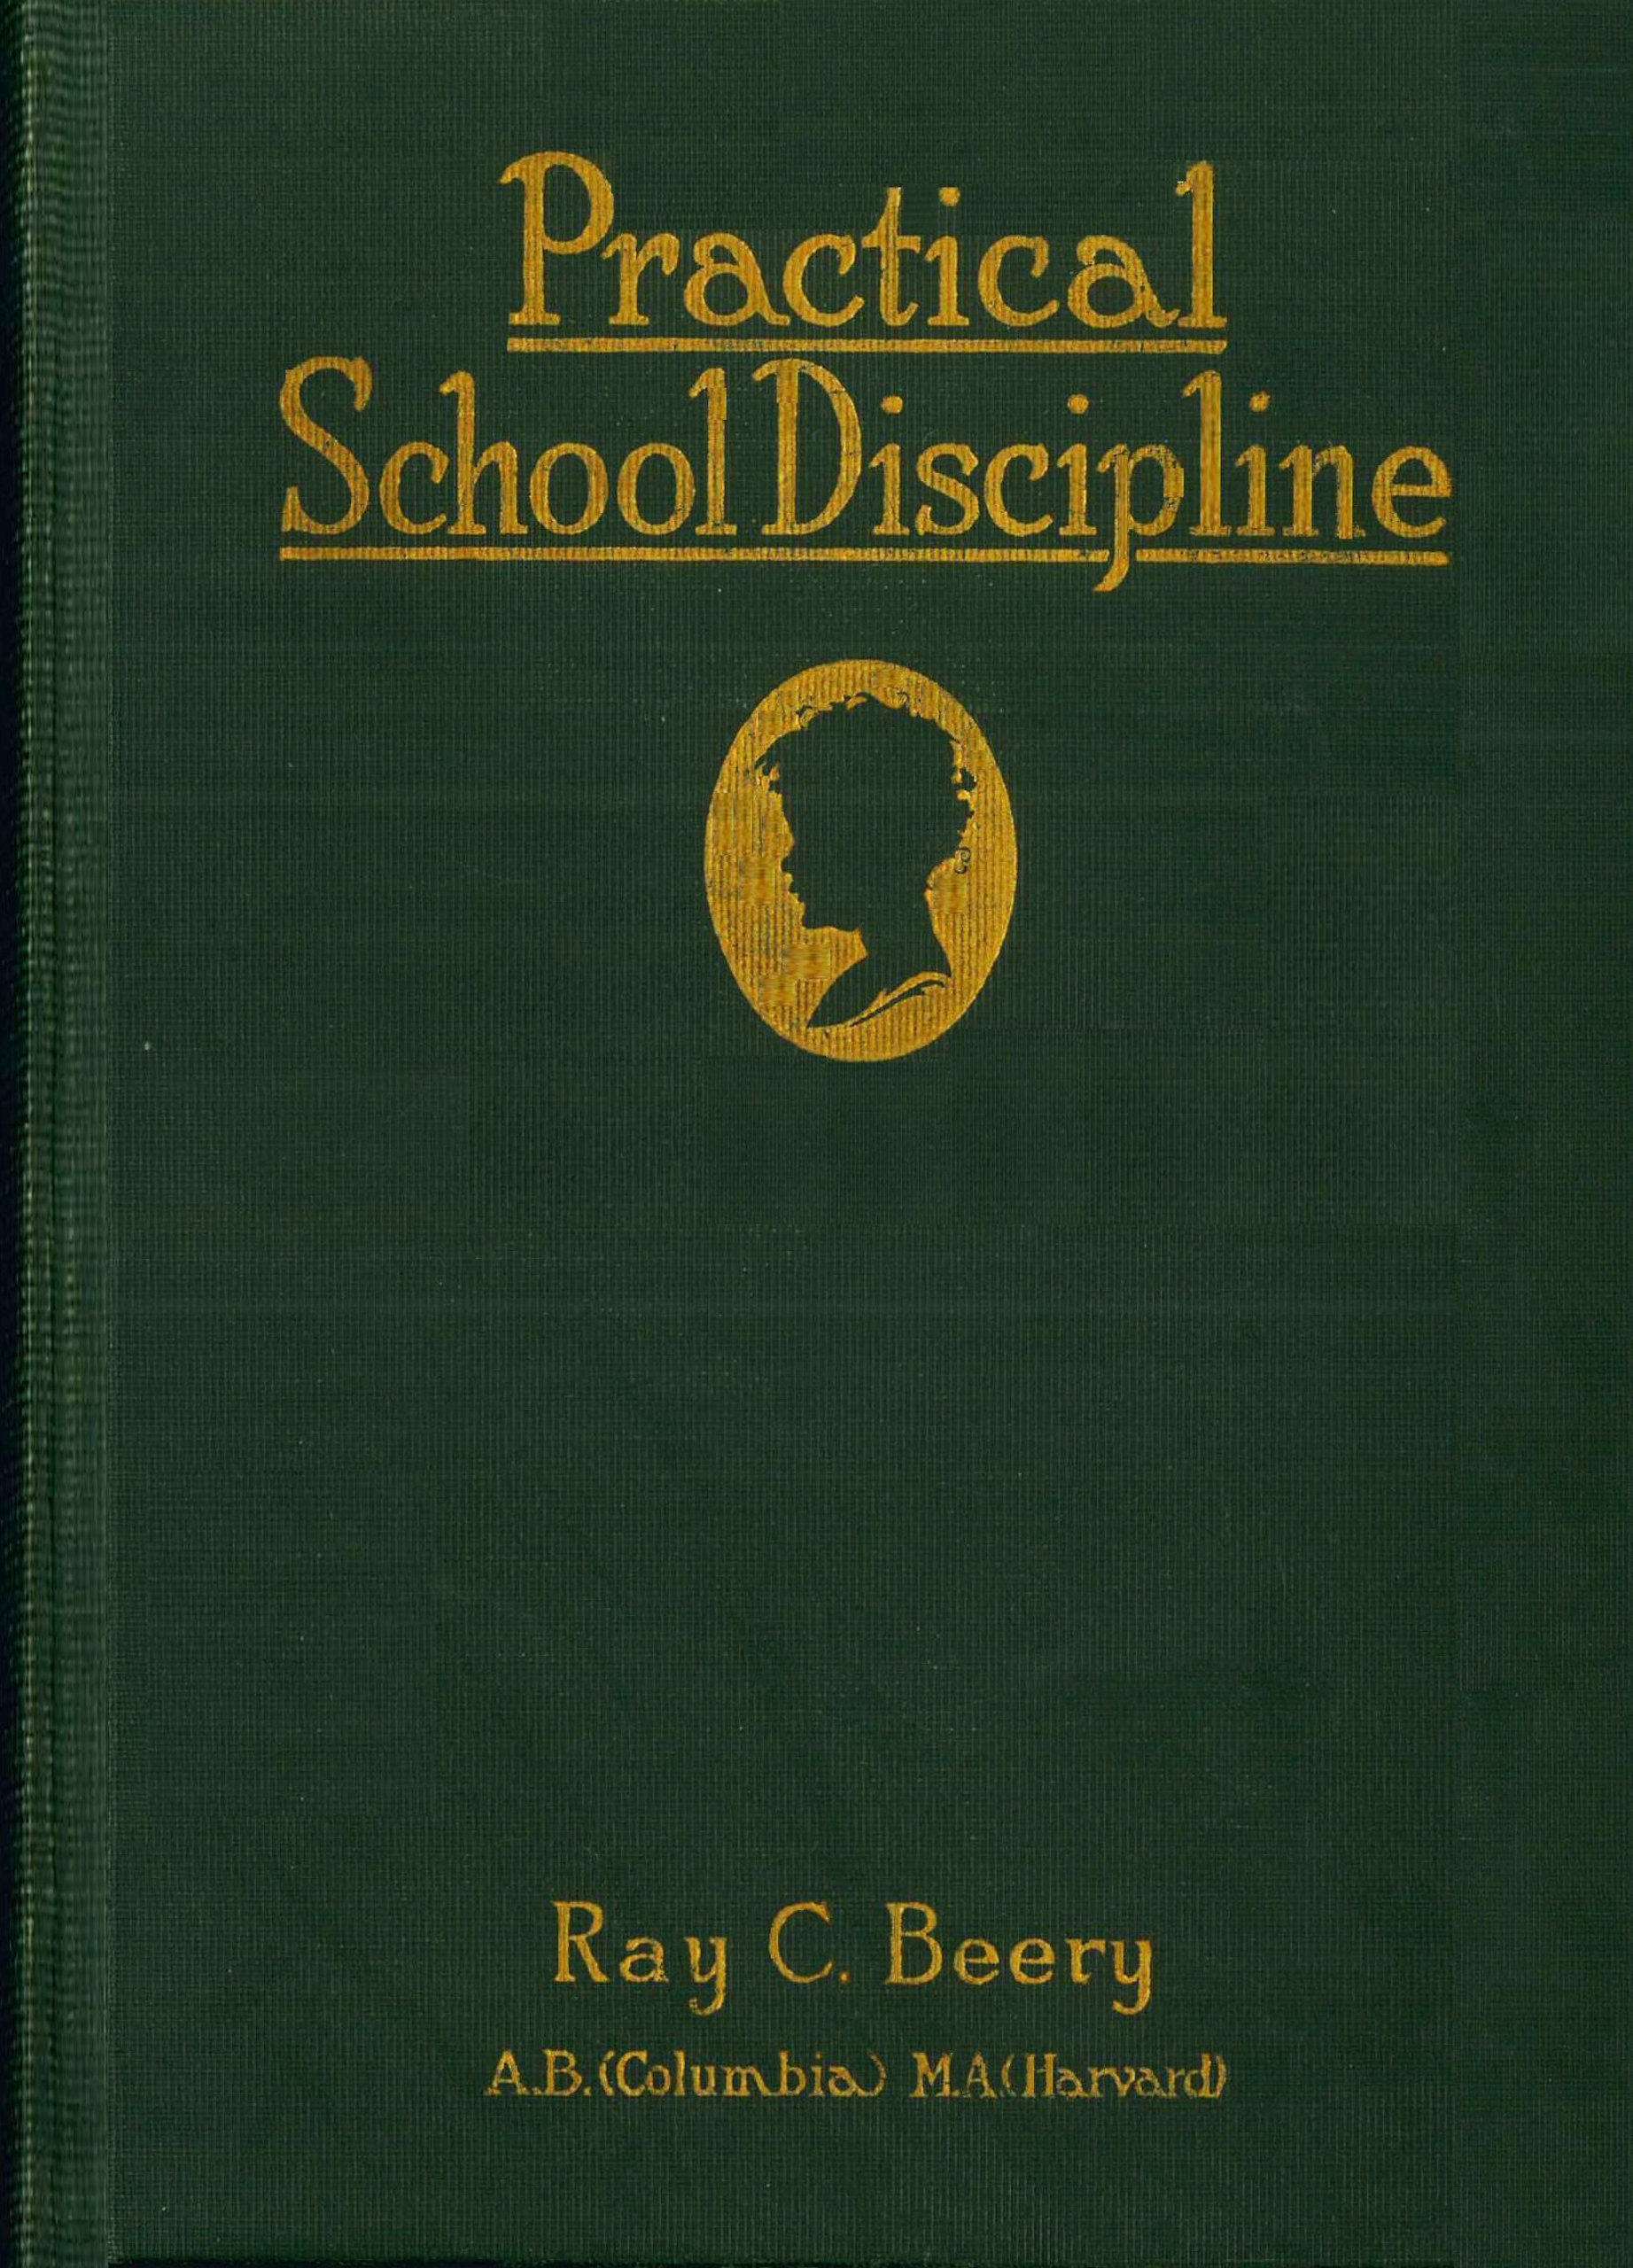 Practical
School Discipline
Ray C. Beery
A.B. (Columbia) M.A. (Harvard)